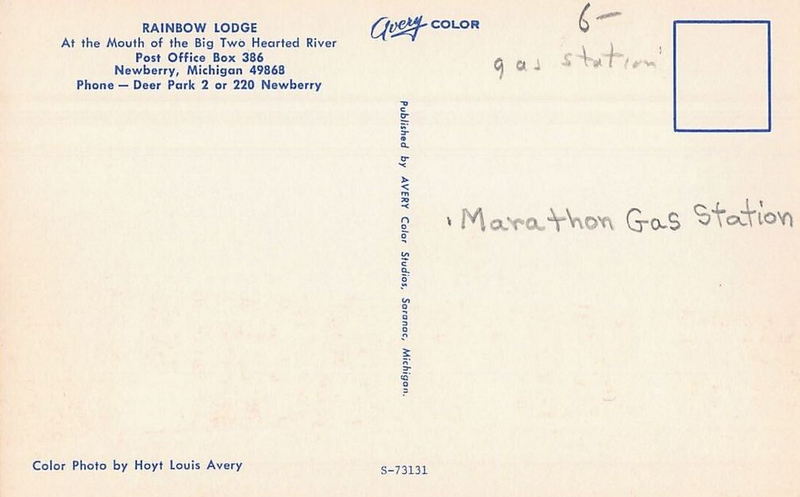 RAINBOW LODGE
At the Mouth of the Big Two Hearted River
Post Office Box 386
Newberry, Michigan 49868
Phone — Deer Park 2 or 220 Newberry
Avery COLOR
6-
gas station
Published by AVERY Color Studios, Saranac, Michigan.
Marathon Gas Station
Color Photo by Hoyt Louis Avery
S-73131